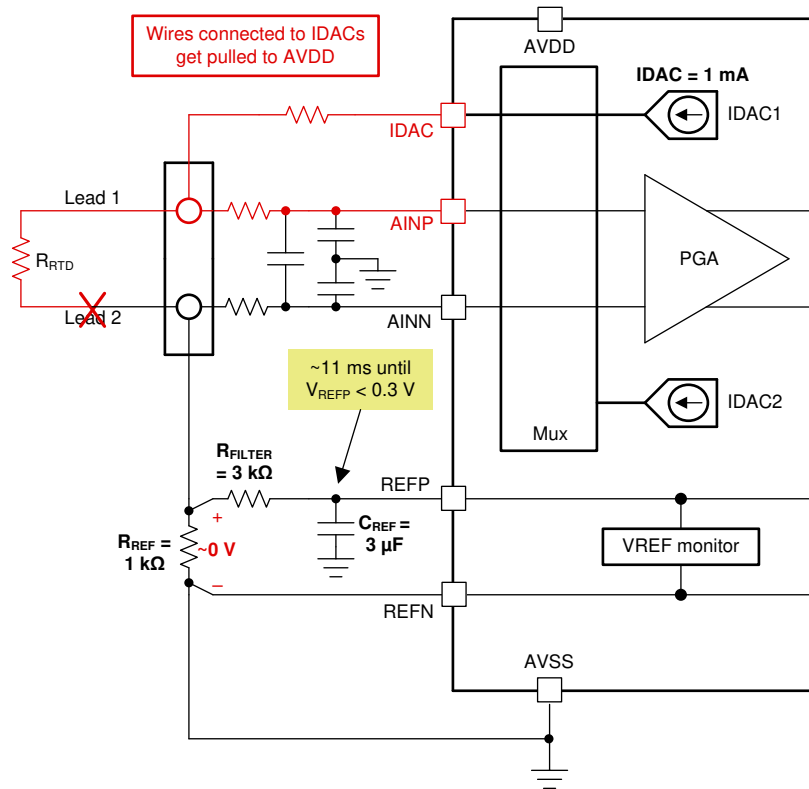 Wires connected to IDACs
get pulled to AVDD
AVDD
IDAC = 1 mA
IDAC
IDAC1
Lead 1
AINP
R_RTD
PGA
Lead 2
AINN
~11 ms until
V_REFP < 0.3 V
IDAC2
Mux
R_FILTER
= 3 kΩ
REFP
+
C_REF =
3 µF
R_REF =
1 kΩ
~0 V
VREF monitor
–
REFN
AVSS